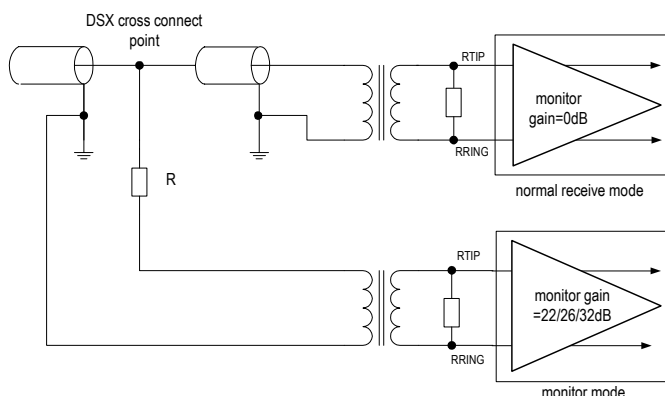 DSX cross connect
point
RTIP
monitor
gain=0dB
RRING
normal receive mode
R
RTIP
monitor gain
=22/26/32dB
RRING
monitor mode